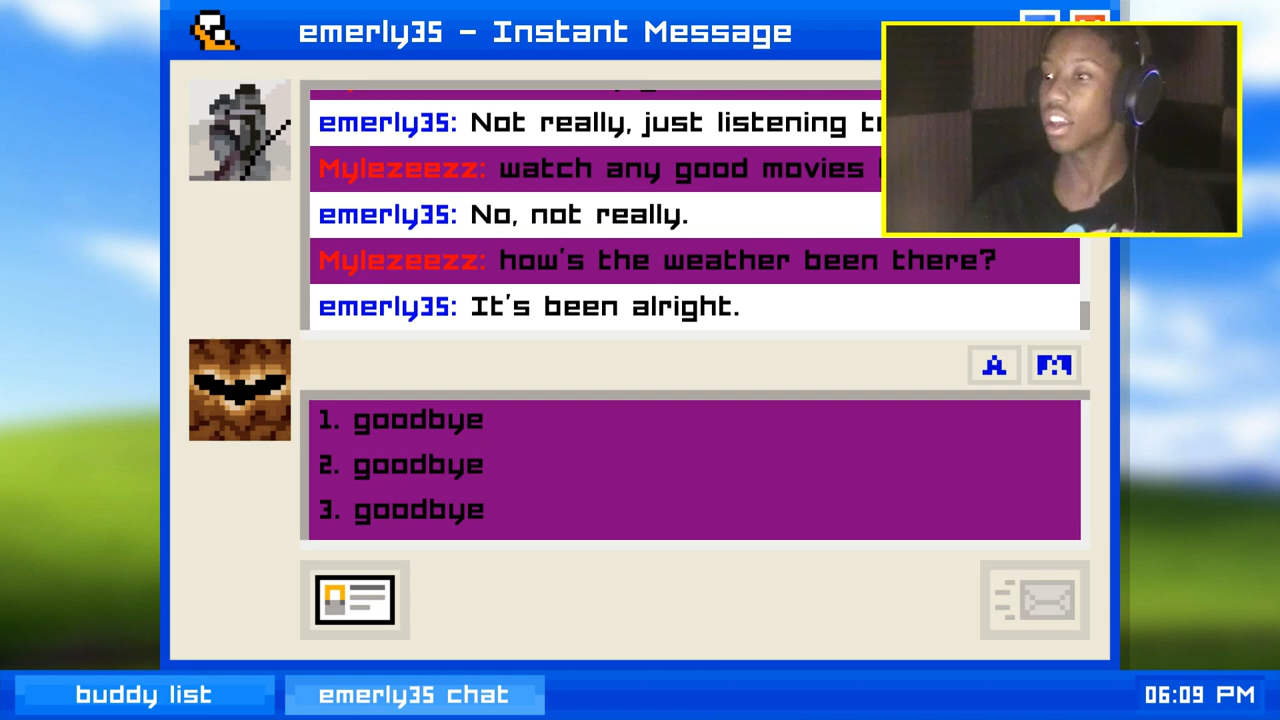 emerly35 - Instant Message
emerly35: Not really, just listening
Mylezeezz: watch any good movies
emerly35: No, not really.
Mylezeezz: how's the weather been there?
emerly35: It's been alright.
A
1. goodbye
2. goodbye
3. goodbye
buddy list
emerly35 chat
06:09 PM